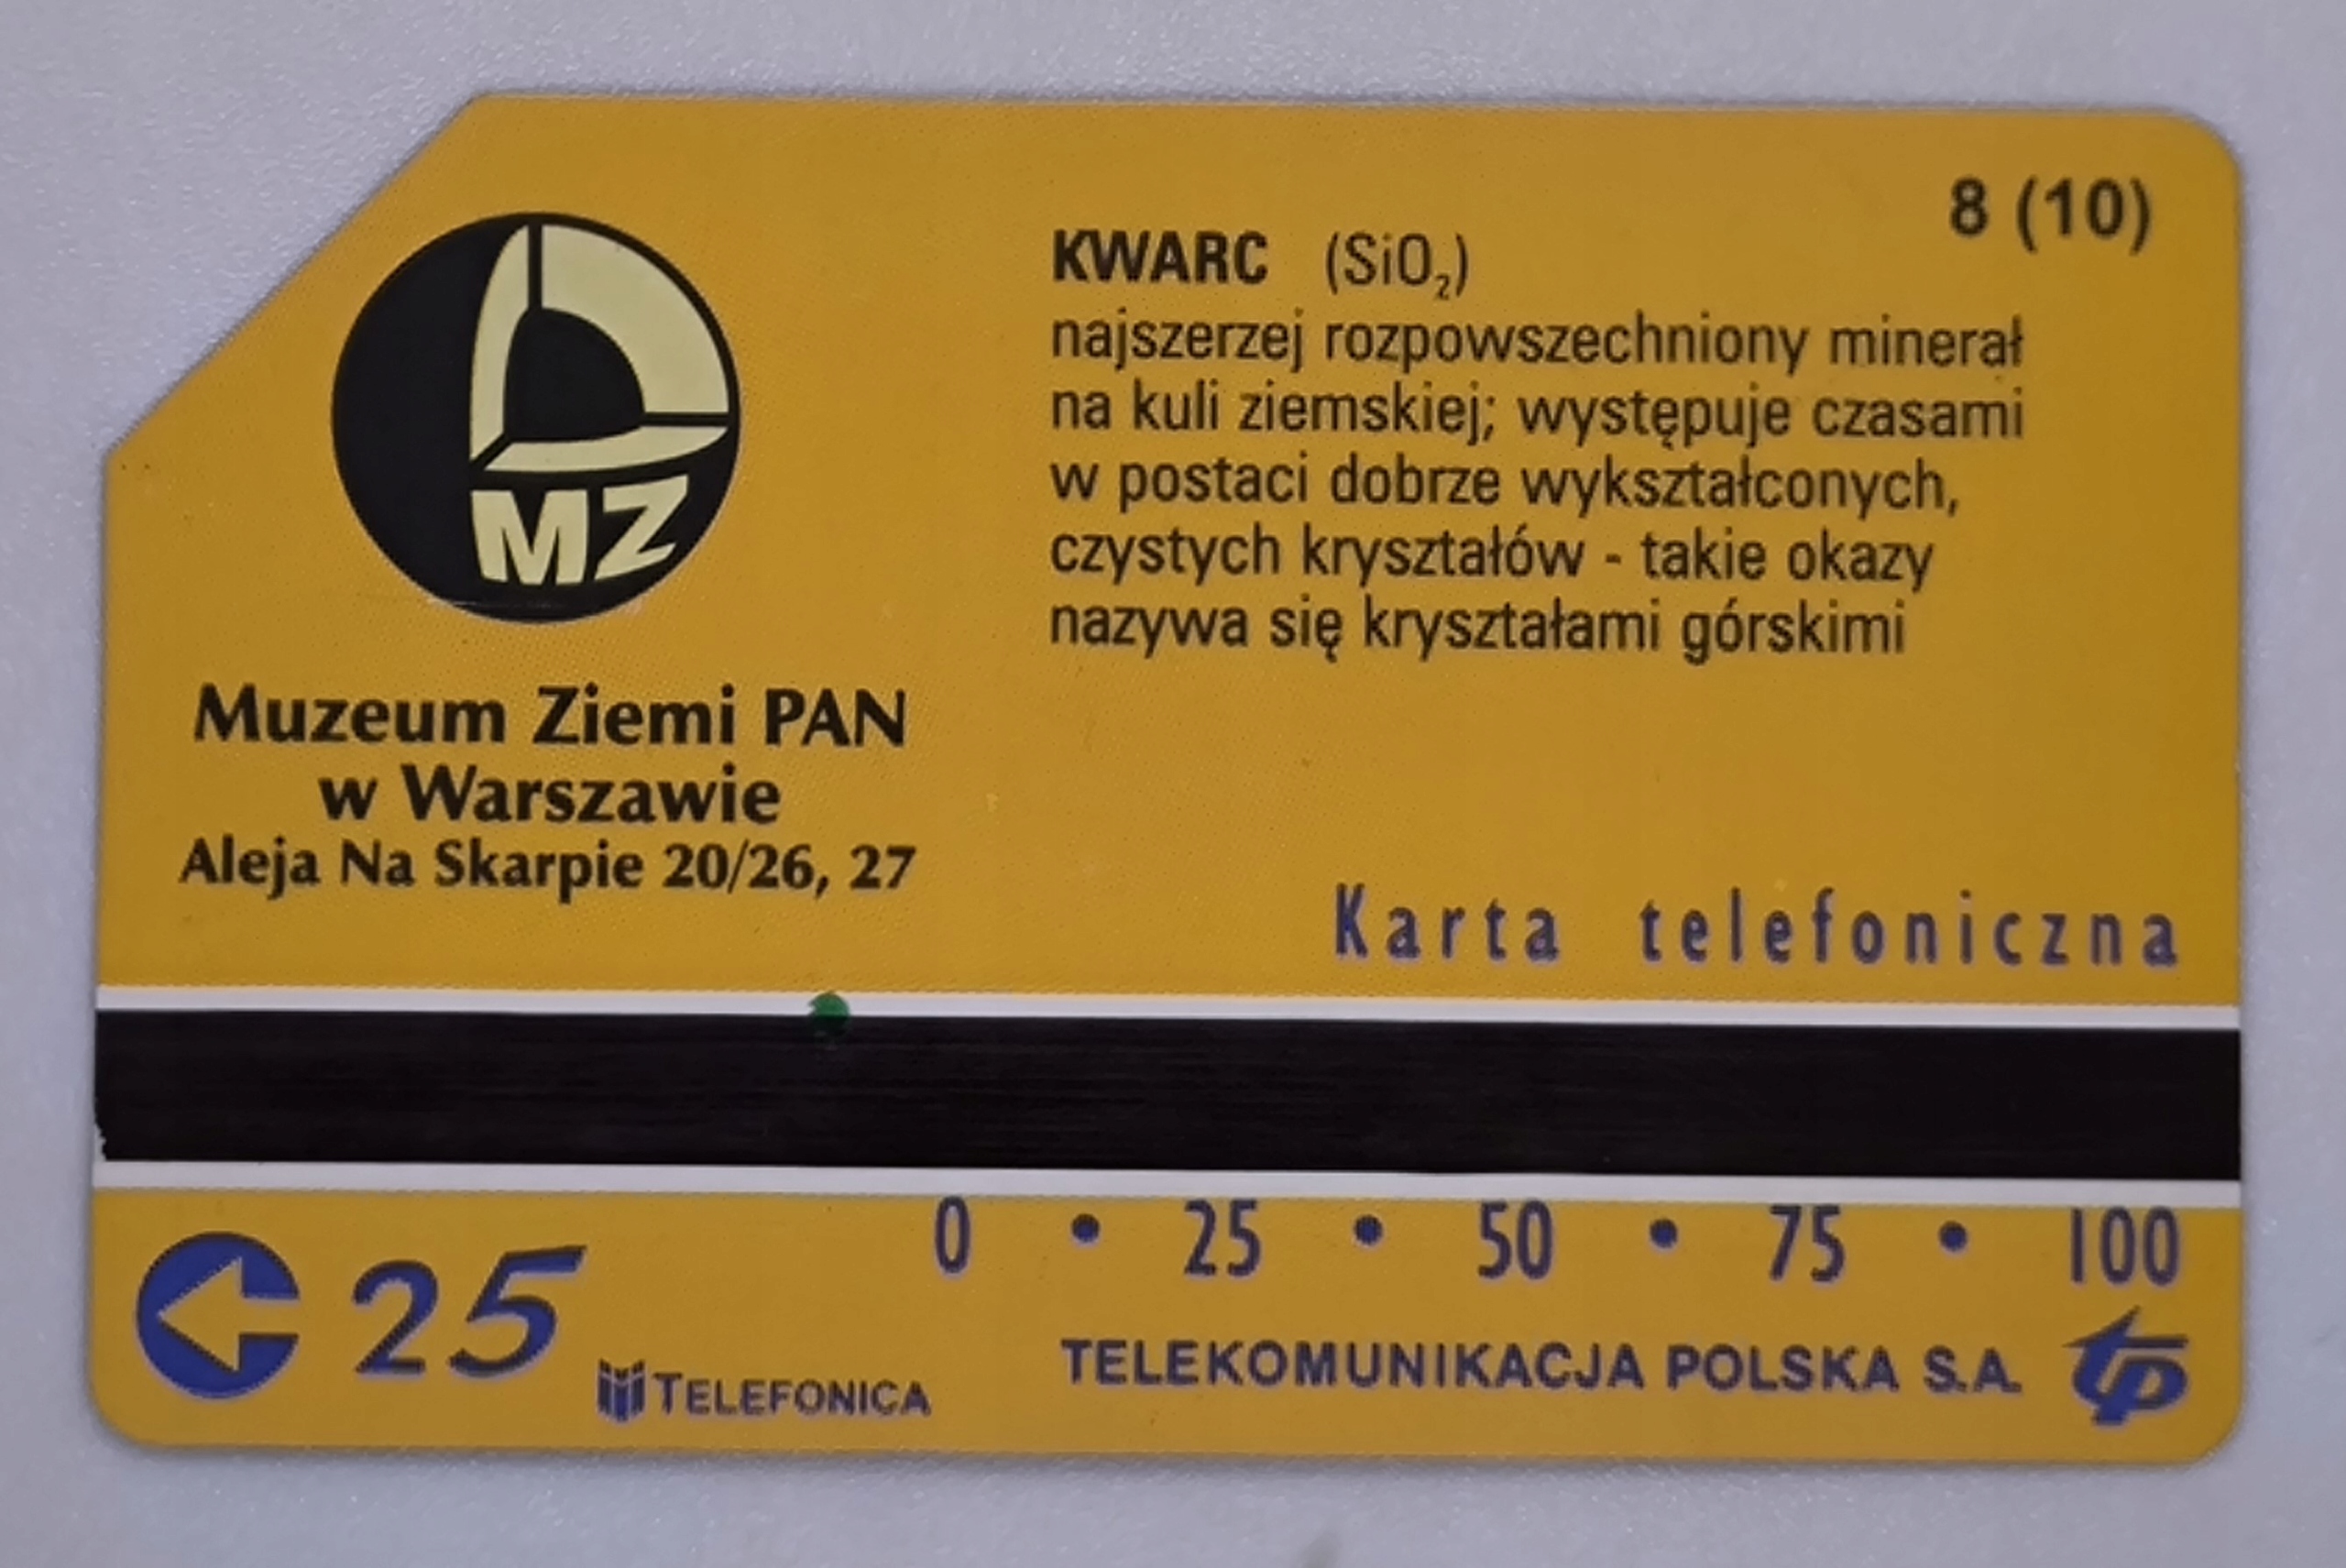 8 (10)
KWARC (SiO₂)
najszerzej rozpowszechniony minerał
na kuli ziemskiej; występuje czasami
w postaci dobrze wykształconych,
czystych kryształów - takie okazy
nazywa się kryształami górskimi
MZ
Muzeum Ziemi PAN
w Warszawie
Aleja Na Skarpie 20/26, 27
Karta telefoniczna
0 • 25 • 50 • 75 • 100
25
TELEFONICA
TELEKOMUNIKACJA POLSKA S.A.
tp